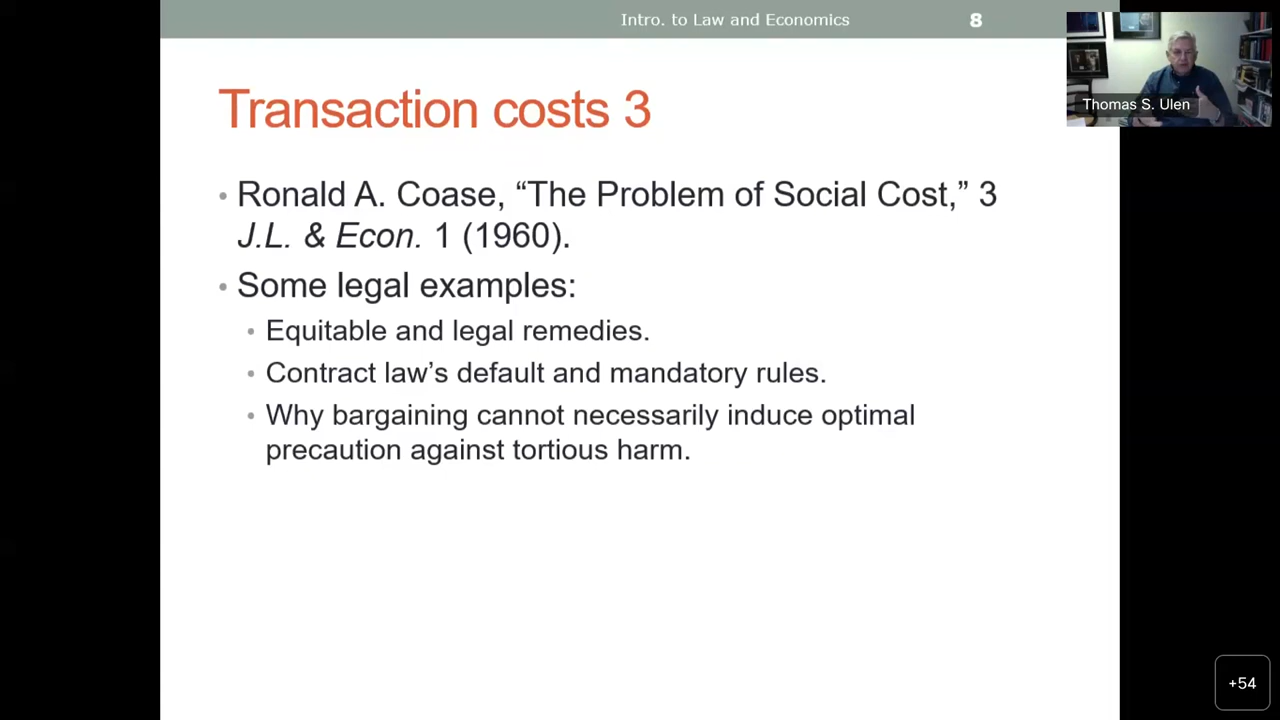 Intro. to Law and Economics
8
Thomas S. Ulen
Transaction costs 3
• Ronald A. Coase, “The Problem of Social Cost,” 3
J.L. & Econ. 1 (1960).
• Some legal examples:
• Equitable and legal remedies.
• Contract law’s default and mandatory rules.
• Why bargaining cannot necessarily induce optimal
precaution against tortious harm.
+54